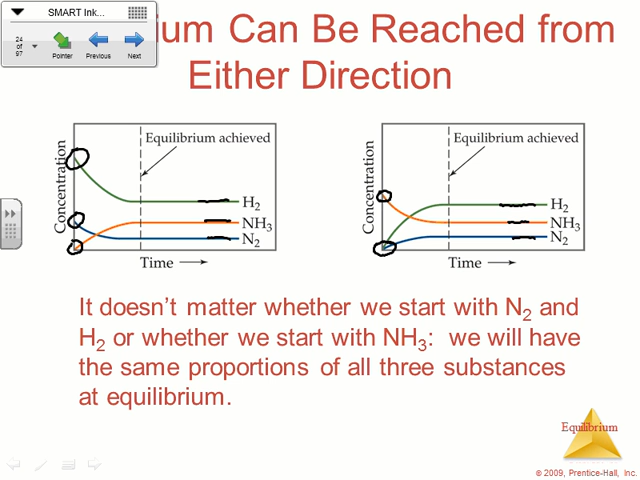 SMART Ink...
24
of
97
Pointer
Previous
Next
ium Can Be Reached from
Either Direction
Concentration
Equilibrium achieved
H2
NH3
N2
Time
Concentration
Equilibrium achieved
H2
NH3
N2
Time
It doesn’t matter whether we start with N2 and
H2 or whether we start with NH3: we will have
the same proportions of all three substances
at equilibrium.
Equilibrium
© 2009, Prentice-Hall, Inc.